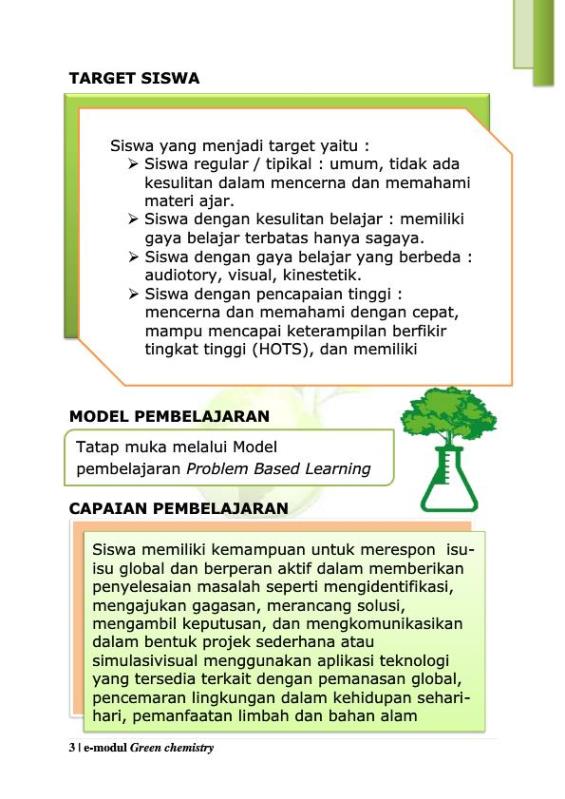 TARGET SISWA
Siswa yang menjadi target yaitu :
➢ Siswa regular / tipikal : umum, tidak ada
kesulitan dalam mencerna dan memahami
materi ajar.
➢ Siswa dengan kesulitan belajar : memiliki
gaya belajar terbatas hanya sagaya.
➢ Siswa dengan gaya belajar yang berbeda :
audiotory, visual, kinestetik.
➢ Siswa dengan pencapaian tinggi :
mencerna dan memahami dengan cepat,
mampu mencapai keterampilan berfikir
tingkat tinggi (HOTS), dan memiliki
MODEL PEMBELAJARAN
Tatap muka melalui Model
pembelajaran Problem Based Learning
CAPAIAN PEMBELAJARAN
Siswa memiliki kemampuan untuk merespon isu-
isu global dan berperan aktif dalam memberikan
penyelesaian masalah seperti mengidentifikasi,
mengajukan gagasan, merancang solusi,
mengambil keputusan, dan mengkomunikasikan
dalam bentuk projek sederhana atau
simulasivisual menggunakan aplikasi teknologi
yang tersedia terkait dengan pemanasan global,
pencemaran lingkungan dalam kehidupan sehari-
hari, pemanfaatan limbah dan bahan alam
3 | e-modul Green chemistry